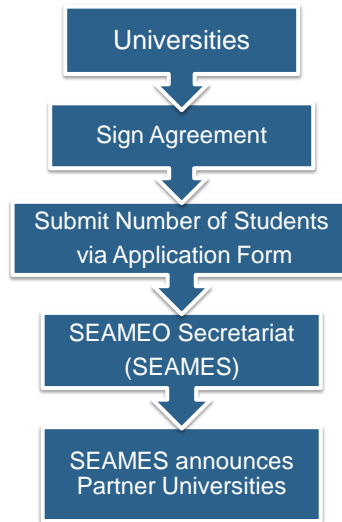 Universities
Sign Agreement
Submit Number of Students
via Application Form
SEAMEO Secretariat
(SEAMES)
SEAMES announces
Partner Universities